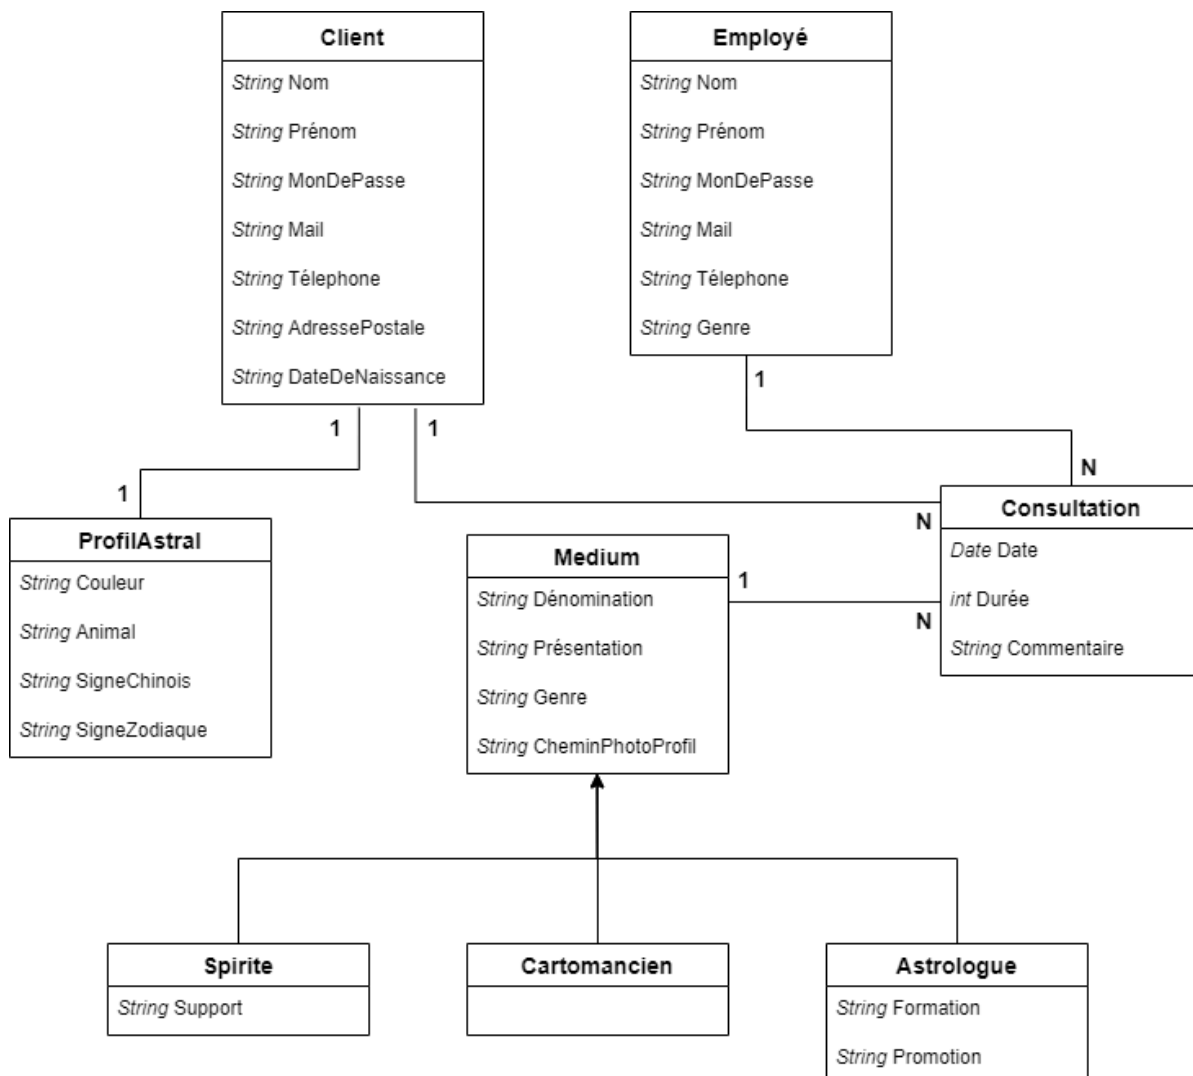 Client
String Nom
String Prénom
String MonDePasse
String Mail
String Télephone
String AdressePostale
String DateDeNaissance
Employé
String Nom
String Prénom
String MonDePasse
String Mail
String Télephone
String Genre
1
1
1
1
N
N
1
N
ProfilAstral
String Couleur
String Animal
String SigneChinois
String SigneZodiaque
Medium
String Dénomination
String Présentation
String Genre
String CheminPhotoProfil
Consultation
Date Date
int Durée
String Commentaire
Spirite
String Support
Cartomancien
Astrologue
String Formation
String Promotion